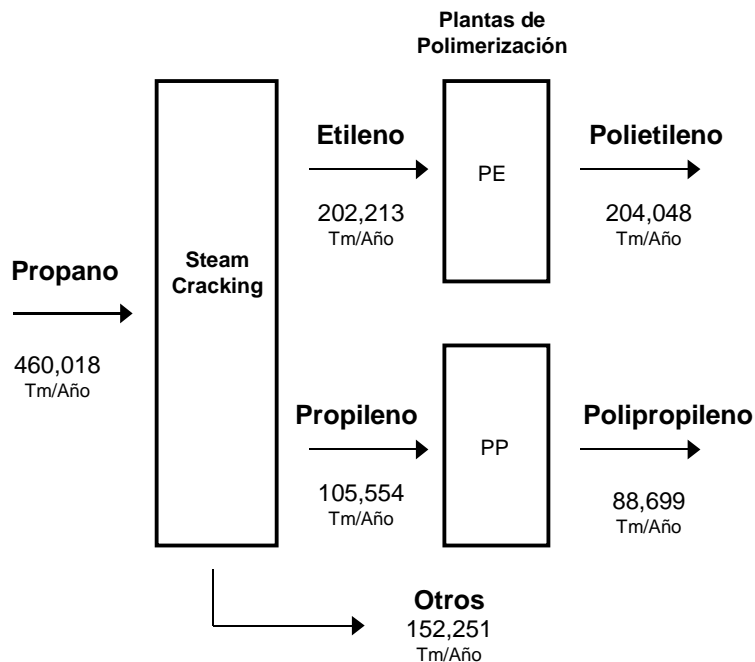 Plantas de
Polimerización
Etileno
Polietileno
PE
202,213
Tm/Año
204,048
Tm/Año
Propano
Steam
Cracking
460,018
Tm/Año
Propileno
Polipropileno
PP
105,554
Tm/Año
88,699
Tm/Año
Otros
152,251
Tm/Año